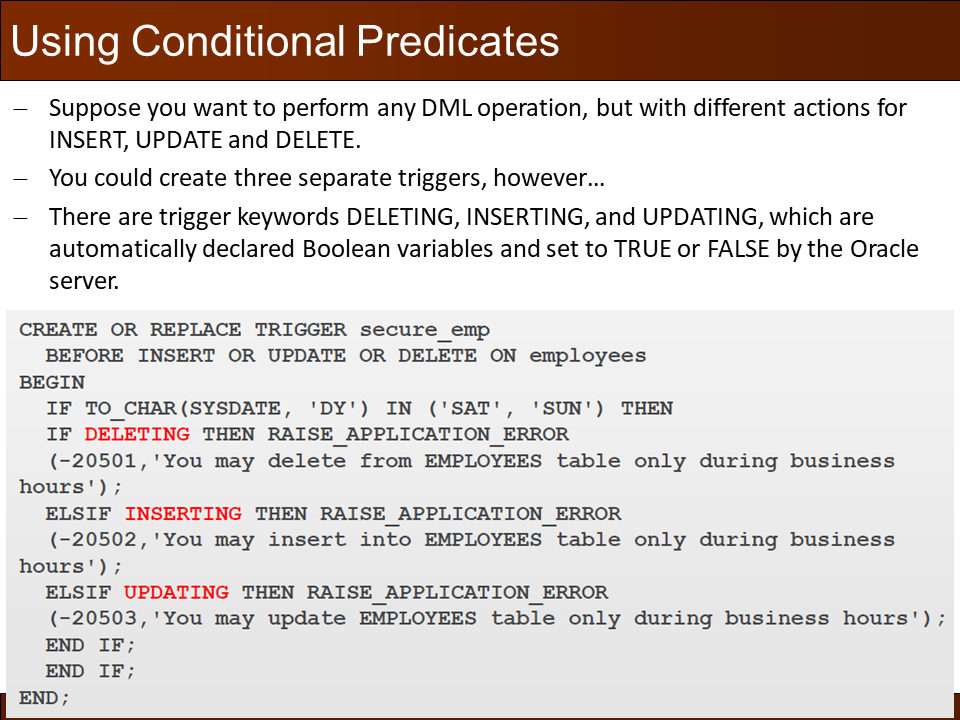 Using Conditional Predicates
– Suppose you want to perform any DML operation, but with different actions for
INSERT, UPDATE and DELETE.
– You could create three separate triggers, however…
– There are trigger keywords DELETING, INSERTING, and UPDATING, which are
automatically declared Boolean variables and set to TRUE or FALSE by the Oracle
server.
CREATE OR REPLACE TRIGGER secure_emp
  BEFORE INSERT OR UPDATE OR DELETE ON employees
BEGIN
  IF TO_CHAR(SYSDATE, 'DY') IN ('SAT', 'SUN') THEN
  IF DELETING THEN RAISE_APPLICATION_ERROR
  (-20501,'You may delete from EMPLOYEES table only during business
hours');
  ELSIF INSERTING THEN RAISE_APPLICATION_ERROR
  (-20502,'You may insert into EMPLOYEES table only during business
hours');
  ELSIF UPDATING THEN RAISE_APPLICATION_ERROR
  (-20503,'You may update EMPLOYEES table only during business hours');
  END IF;
  END IF;
END;